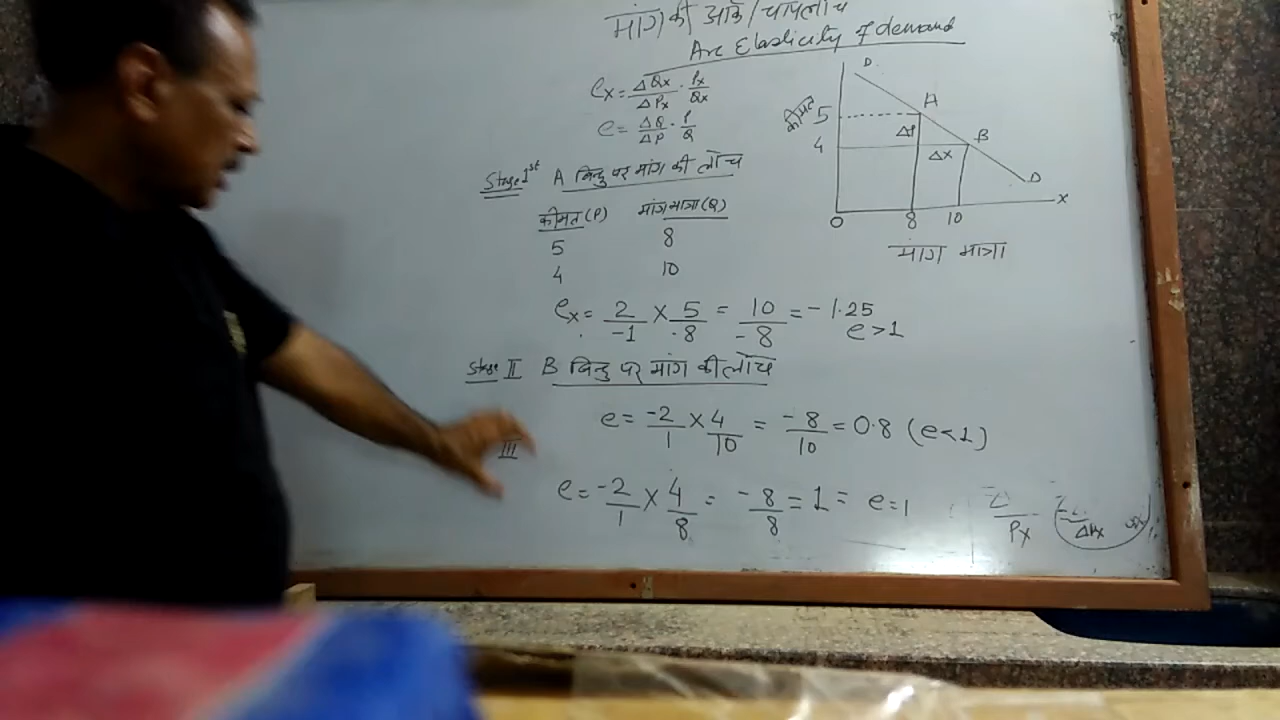 मांग की आर्क/चापलोच
Arc Elasticity of demand
ex = ΔQx/ΔPx · Px/Qx
e = ΔQ/ΔP · P/Q
Stage 1st A बिन्दु पर मांग की लोच
कीमत (P) मांग मात्रा (Q)
5 8
4 10
ex = 2/-1 × 5/8 = 10/-8 = -1.25
e>1
Stage II B बिन्दु पर मांग की लोच
e = -2/1 × 4/10 = -8/10 = 0.8 (e<1)
III
e = -2/1 × 4/8 = -8/8 = 1 = e=1
Px
ΔPx
D
कीमत
5
A
ΔP
4
B
Δx
D
O
8
10
x
मांग मात्रा